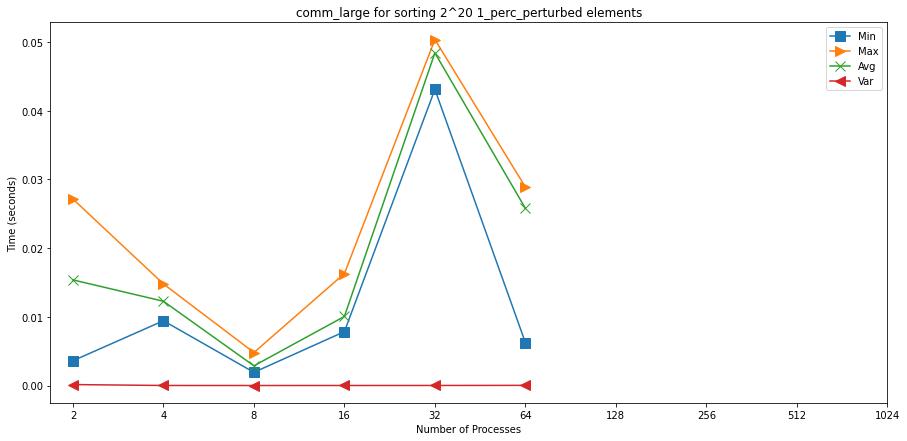 comm_large for sorting 2^20 1_perc_perturbed elements
Min
Max
Avg
Var
Time (seconds)
0.05
0.04
0.03
0.02
0.01
0.00
2 4 8 16 32 64 128 256 512 1024
Number of Processes